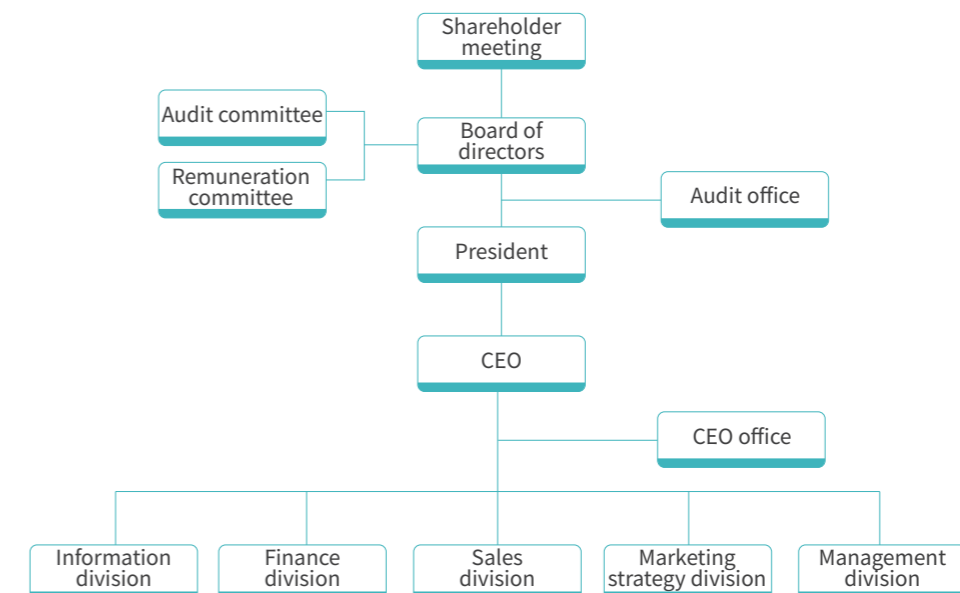 Shareholder
meeting
Audit committee
Board of
directors
Remuneration
committee
Audit office
President
CEO
CEO office
Information
division
Finance
division
Sales
division
Marketing
strategy division
Management
division